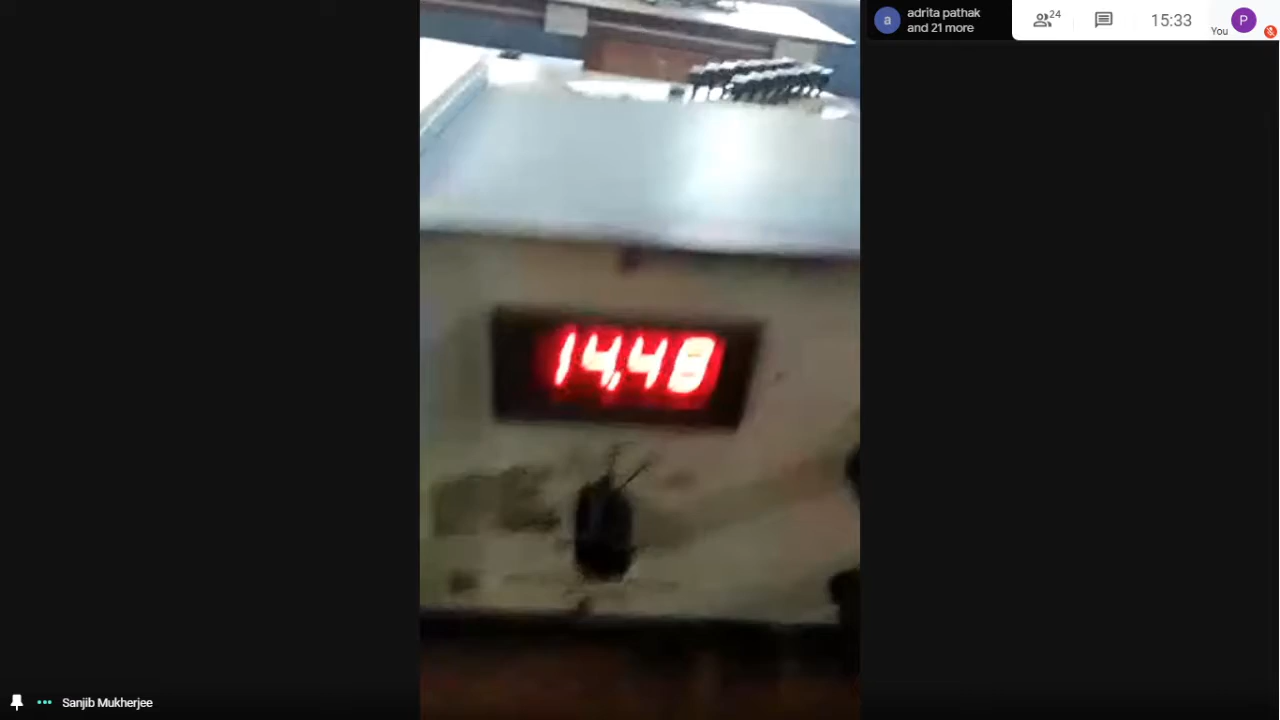 adrita pathak
and 21 more
24
15:33
You
P
a
14.48
Sanjib Mukherjee